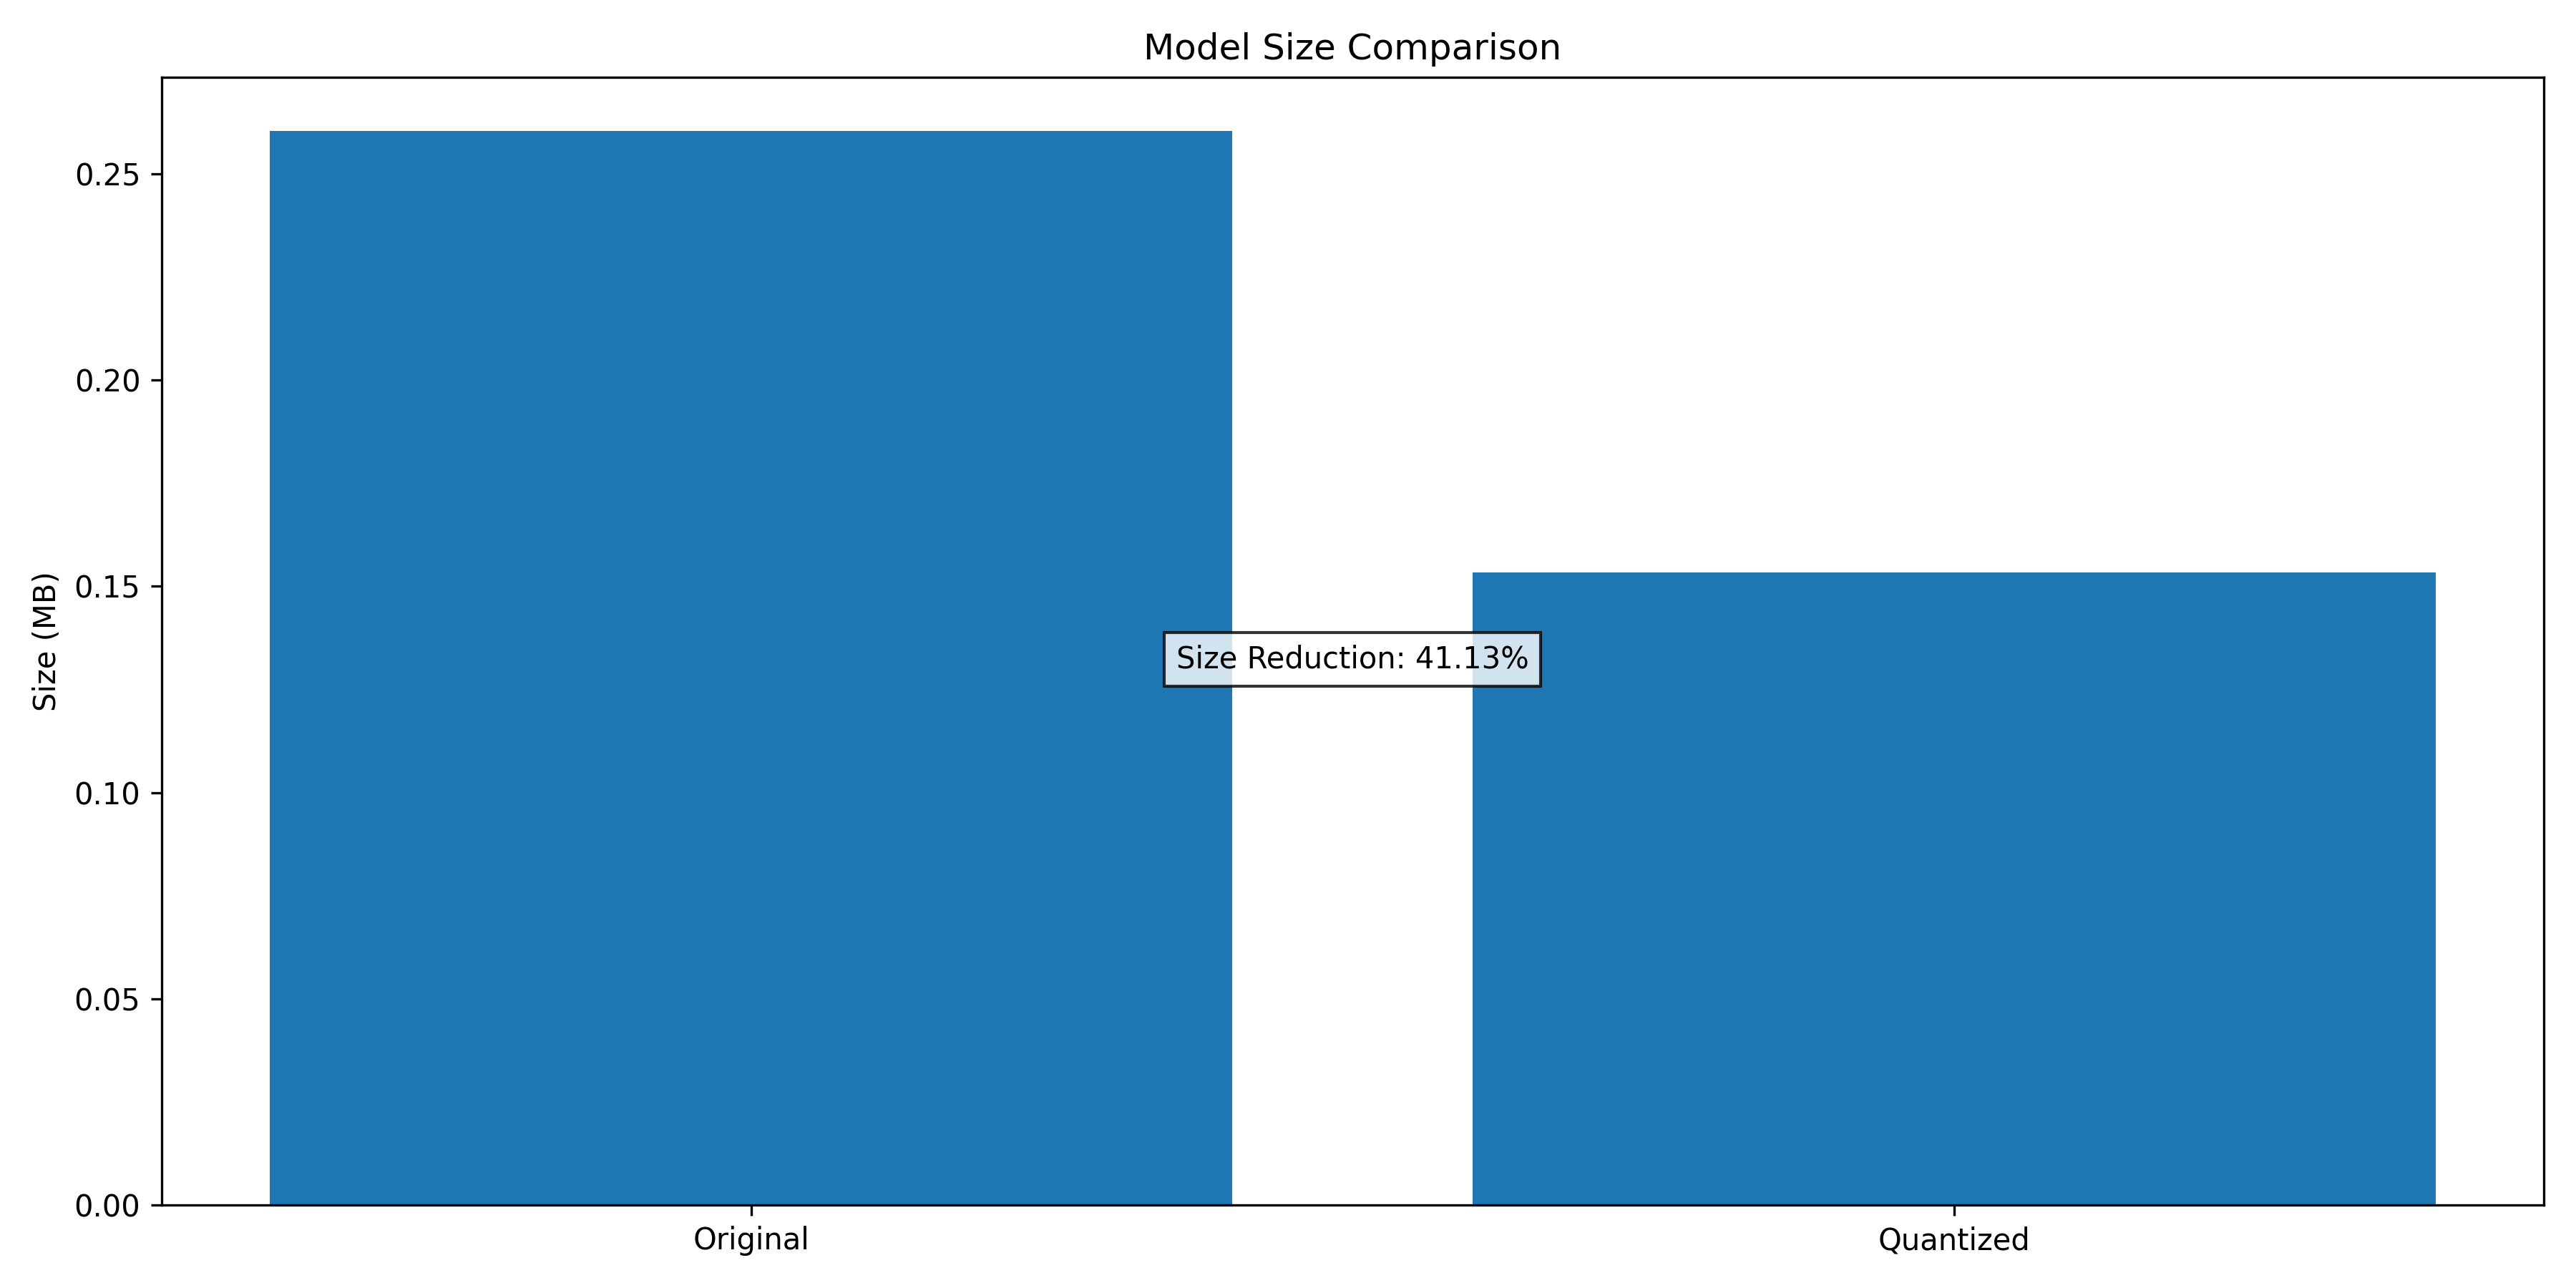 Model Size Comparison
Size (MB)
0.25
0.20
0.15
0.10
0.05
0.00
Size Reduction: 41.13%
Original
Quantized